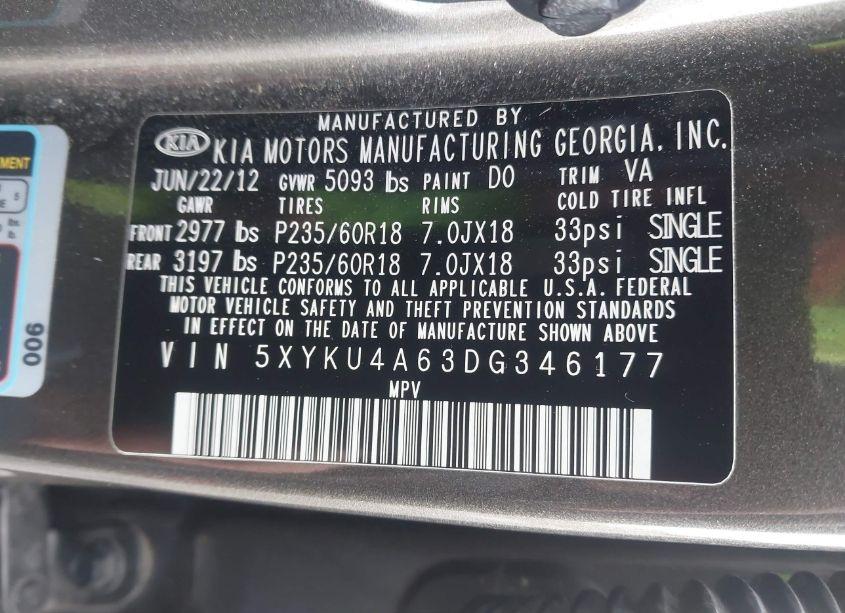 MANUFACTURED BY
KIA KIA MOTORS MANUFACTURING GEORGIA, INC.
JUN/22/12 GVWR 5093 lbs PAINT D0 TRIM VA
GAWR TIRES RIMS COLD TIRE INFL
FRONT 2977 lbs P235/60R18 7.0JX18 33psi SINGLE
REAR 3197 lbs P235/60R18 7.0JX18 33psi SINGLE
THIS VEHICLE CONFORMS TO ALL APPLICABLE U.S.A. FEDERAL
MOTOR VEHICLE SAFETY AND THEFT PREVENTION STANDARDS
IN EFFECT ON THE DATE OF MANUFACTURE SHOWN ABOVE
VIN 5XYKU4A63DG346177
MPV
006